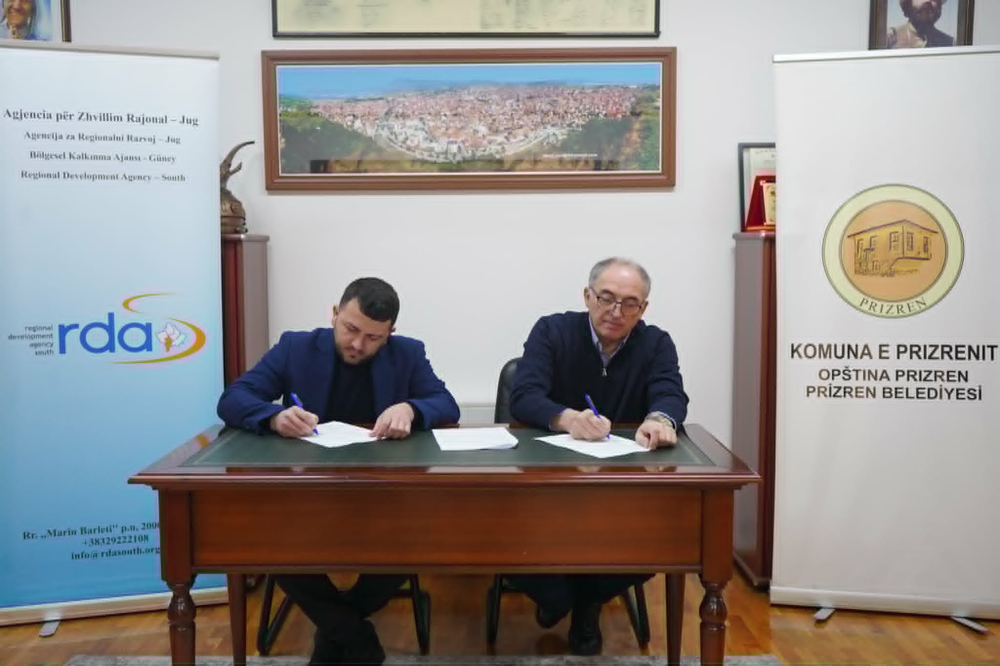 Agjencia për Zhvillim Rajonal – Jug
Agencija za Regionalni Razvoj – Jug
Bölgesel Kalkınma Ajansı - Güney
Regional Development Agency – South
regional
development
agency
south
rda
Rr. ,,Marin Barleti" p.n, 2000
+38329222108
info@rdasouth.org
PRIZREN
KOMUNA E PRIZRENIT
OPŠTINA PRIZREN
PRİZREN BELEDİYESİ